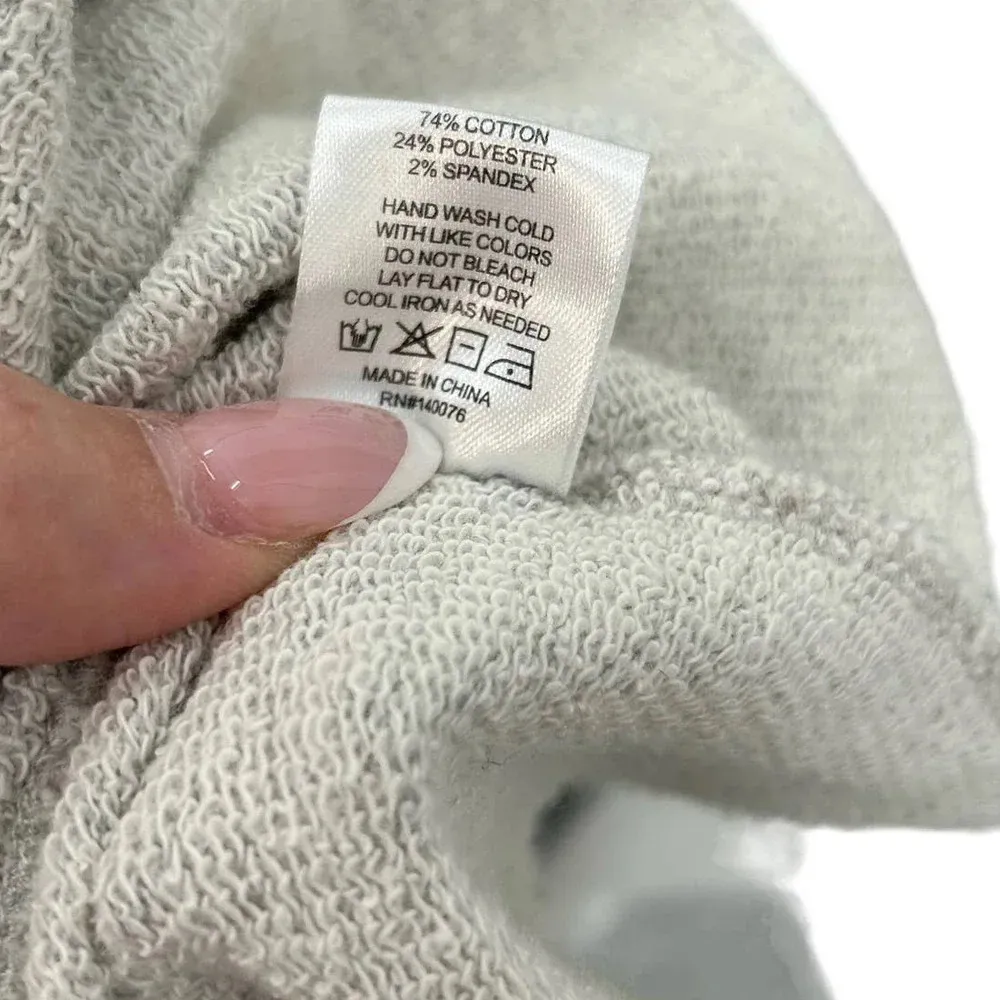 74% COTTON
24% POLYESTER
2% SPANDEX
HAND WASH COLD
WITH LIKE COLORS
DO NOT BLEACH
LAY FLAT TO DRY
COOL IRON AS NEEDED
MADE IN CHINA
RN#140076